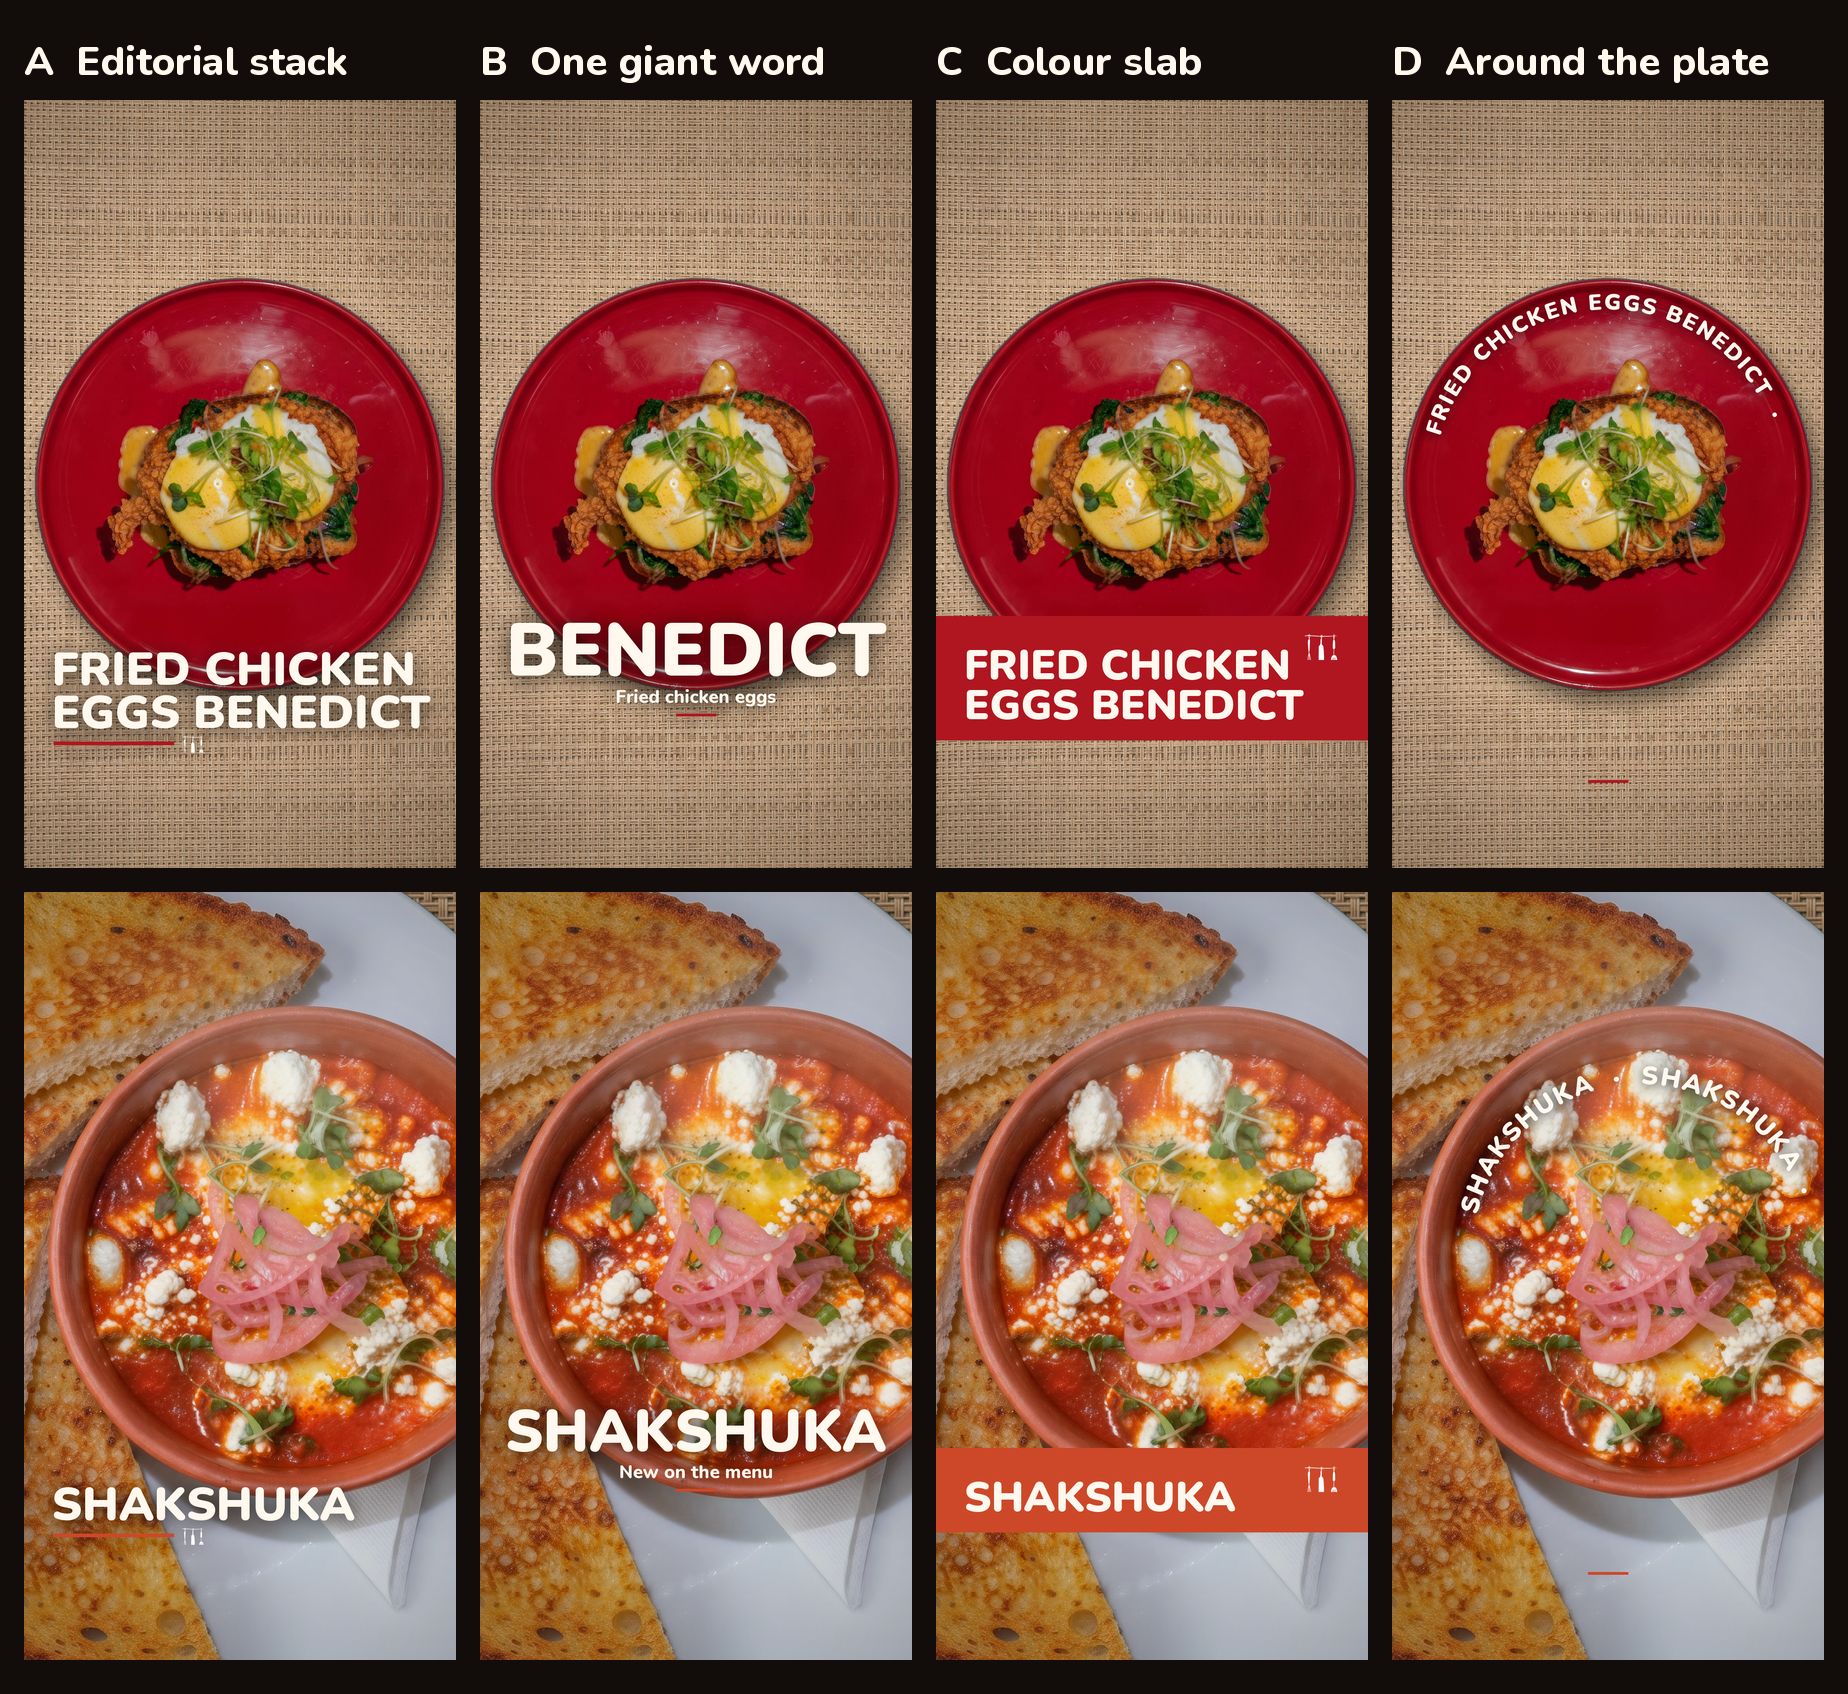 A Editorial stack
B One giant word
C Colour slab
D Around the plate
FRIED CHICKEN
EGGS BENEDICT
BENEDICT
Fried chicken eggs
FRIED CHICKEN
EGGS BENEDICT
FRIED CHICKEN EGGS BENEDICT ·
SHAKSHUKA
SHAKSHUKA
New on the menu
SHAKSHUKA
SHAKSHUKA · SHAKSHUKA ·